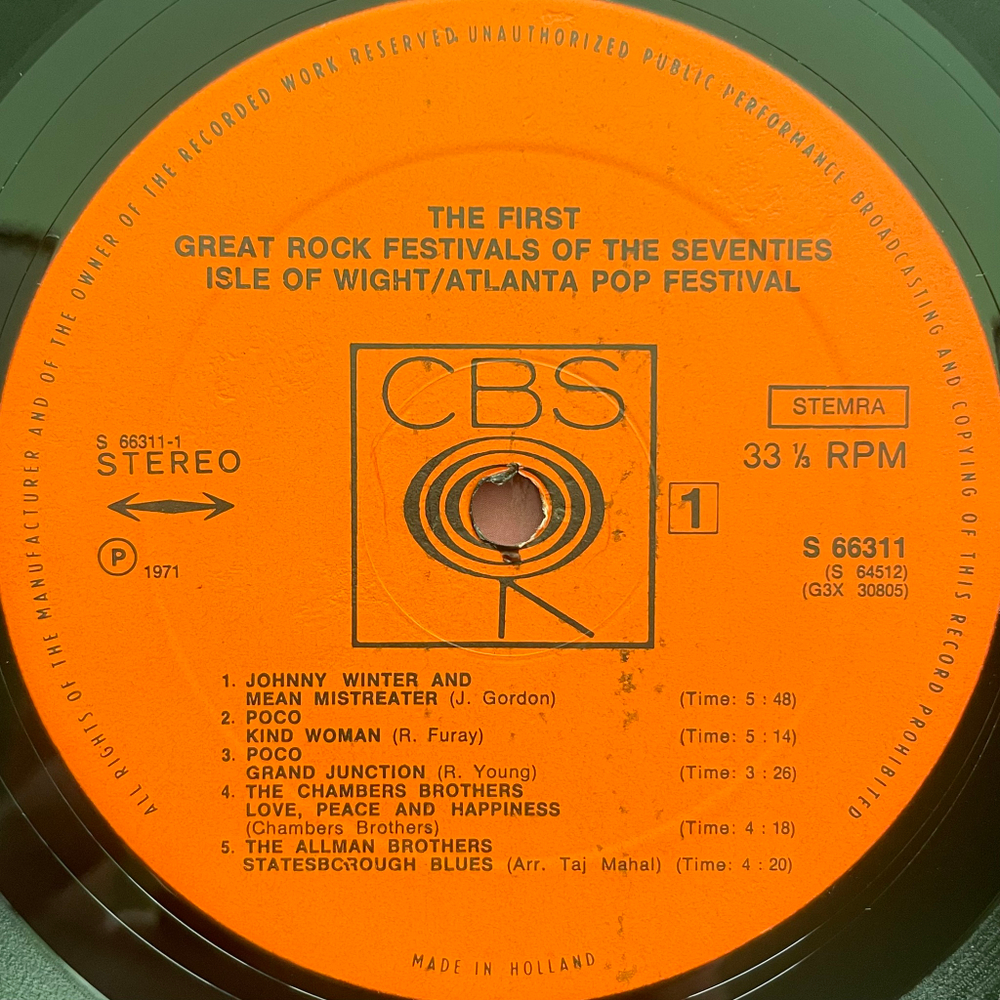 ALL RIGHTS OF THE MANUFACTURER AND OF THE OWNER OF THE RECORDED WORK RESERVED. UNAUTHORIZED PUBLIC PERFORMANCE BROADCASTING AND COPYING OF THIS RECORD PROHIBITED
THE FIRST
GREAT ROCK FESTIVALS OF THE SEVENTIES
ISLE OF WIGHT/ATLANTA POP FESTIVAL
CBS
STEMRA
S 66311-1
STEREO
33 ⅓ RPM
1
P 1971
S 66311
(S 64512)
(G3X 30805)
1. JOHNNY WINTER AND
MEAN MISTREATER (J. Gordon) (Time: 5 : 48)
2. POCO
KIND WOMAN (R. Furay) (Time: 5 : 14)
3. POCO
GRAND JUNCTION (R. Young) (Time: 3 : 26)
4. THE CHAMBERS BROTHERS
LOVE, PEACE AND HAPPINESS
(Chambers Brothers) (Time: 4 : 18)
5. THE ALLMAN BROTHERS
STATESBOROUGH BLUES (Arr. Taj Mahal) (Time: 4 : 20)
MADE IN HOLLAND